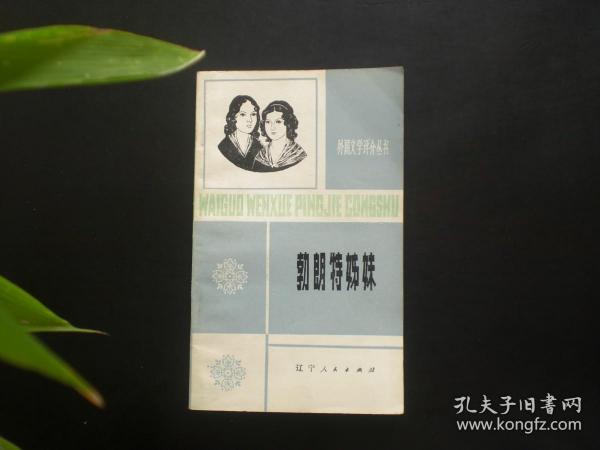 外国文学评介丛书
WAIGUO WENXUE PINGJIE CONGSHU
勃朗特姊妹
辽宁人民出版社
孔夫子旧书网
www.kongfz.com